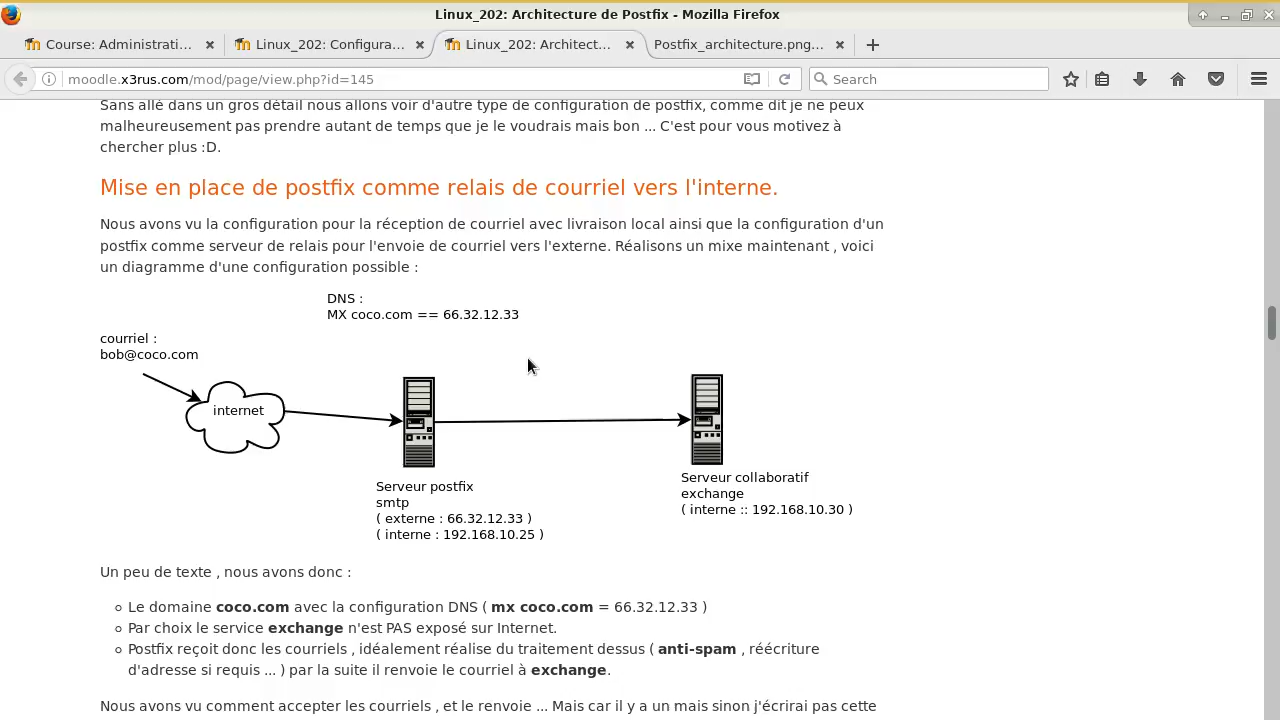 Linux_202: Architecture de Postfix - Mozilla Firefox
Course: Administrati...
Linux_202: Configura...
Linux_202: Architect...
Postfix_architecture.png...
moodle.x3rus.com/mod/page/view.php?id=145
Search
Sans allé dans un gros détail nous allons voir d'autre type de configuration de postfix, comme dit je ne peux
malheureusement pas prendre autant de temps que je le voudrais mais bon ... C'est pour vous motivez à
chercher plus :D.
Mise en place de postfix comme relais de courriel vers l'interne.
Nous avons vu la configuration pour la réception de courriel avec livraison local ainsi que la configuration d'un
postfix comme serveur de relais pour l'envoie de courriel vers l'externe. Réalisons un mixe maintenant , voici
un diagramme d'une configuration possible :
DNS :
MX coco.com == 66.32.12.33
courriel :
bob@coco.com
internet
Serveur postfix
smtp
( externe : 66.32.12.33 )
( interne : 192.168.10.25 )
Serveur collaboratif
exchange
( interne :: 192.168.10.30 )
Un peu de texte , nous avons donc :
Le domaine coco.com avec la configuration DNS ( mx coco.com = 66.32.12.33 )
Par choix le service exchange n'est PAS exposé sur Internet.
Postfix reçoit donc les courriels , idéalement réalise du traitement dessus ( anti-spam , réécriture
d'adresse si requis ... ) par la suite il renvoie le courriel à exchange.
Nous avons vu comment accepter les courriels , et le renvoie ... Mais car il y a un mais sinon j'écrirai pas cette